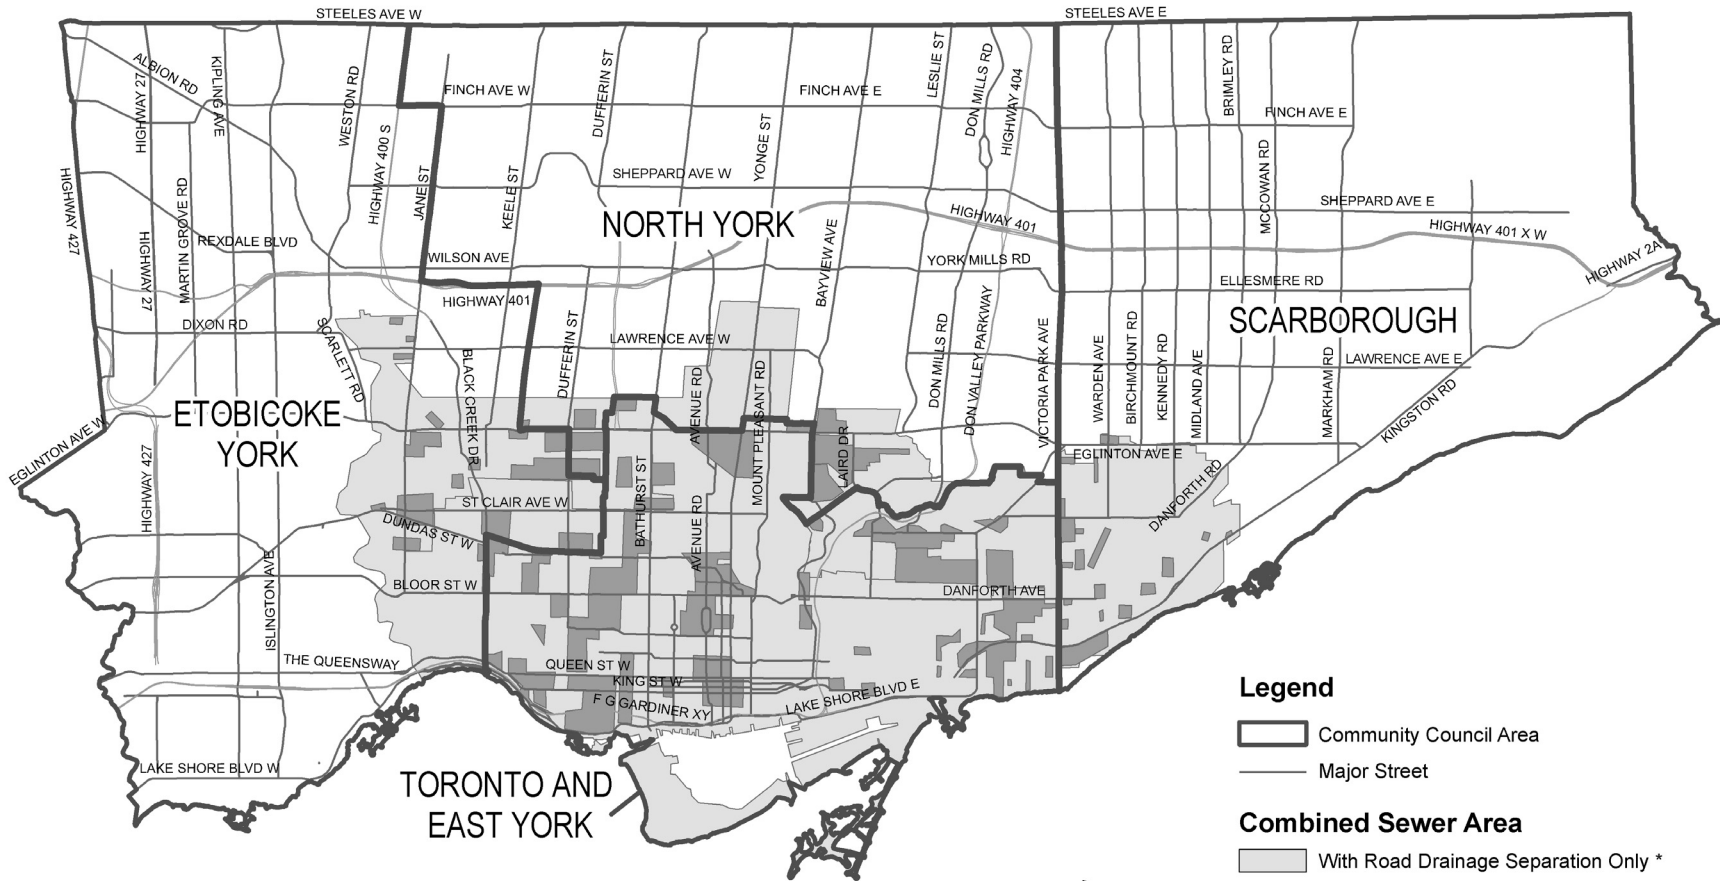 STEELES AVE W
STEELES AVE E
ALBION RD
HIGHWAY 27
KIPLING AVE
WESTON RD
HIGHWAY 400 S
FINCH AVE W
DUFFERIN ST
FINCH AVE E
LESLIE ST
DON MILLS RD
HIGHWAY 404
BRIMLEY RD
FINCH AVE E
YONGE ST
HIGHWAY 427
MARTIN GROVE RD
JANE ST
KEELE ST
SHEPPARD AVE W
MCCOWAN RD
SHEPPARD AVE E
NORTH YORK
HIGHWAY 401
HIGHWAY 401 X W
REXDALE BLVD
HIGHWAY 27
WILSON AVE
BAYVIEW AVE
YORK MILLS RD
HIGHWAY 2A
ELLESMERE RD
HIGHWAY 401
DIXON RD
SCARLETT RD
DUFFERIN ST
LAWRENCE AVE W
DON MILLS RD
DON VALLEY PARKWAY
VICTORIA PARK AVE
SCARBOROUGH
WARDEN AVE
BIRCHMOUNT RD
KENNEDY RD
MIDLAND AVE
MARKHAM RD
LAWRENCE AVE E
KINGSTON RD
BLACK CREEK DR
AVENUE RD
MOUNT PLEASANT RD
ETOBICOKE
YORK
EGLINTON AVE W
LAIRD DR
EGLINTON AVE E
HIGHWAY 427
BATHURST ST
ST CLAIR AVE W
DANFORTH RD
DUNDAS ST W
AVENUE RD
ISLINGTON AVE
BLOOR ST W
DANFORTH AVE
THE QUEENSWAY
QUEEN ST W
KING ST W
F G GARDINER XY
LAKE SHORE BLVD E
LAKE SHORE BLVD W
TORONTO AND
EAST YORK
Legend
Community Council Area
Major Street
Combined Sewer Area
With Road Drainage Separation Only *